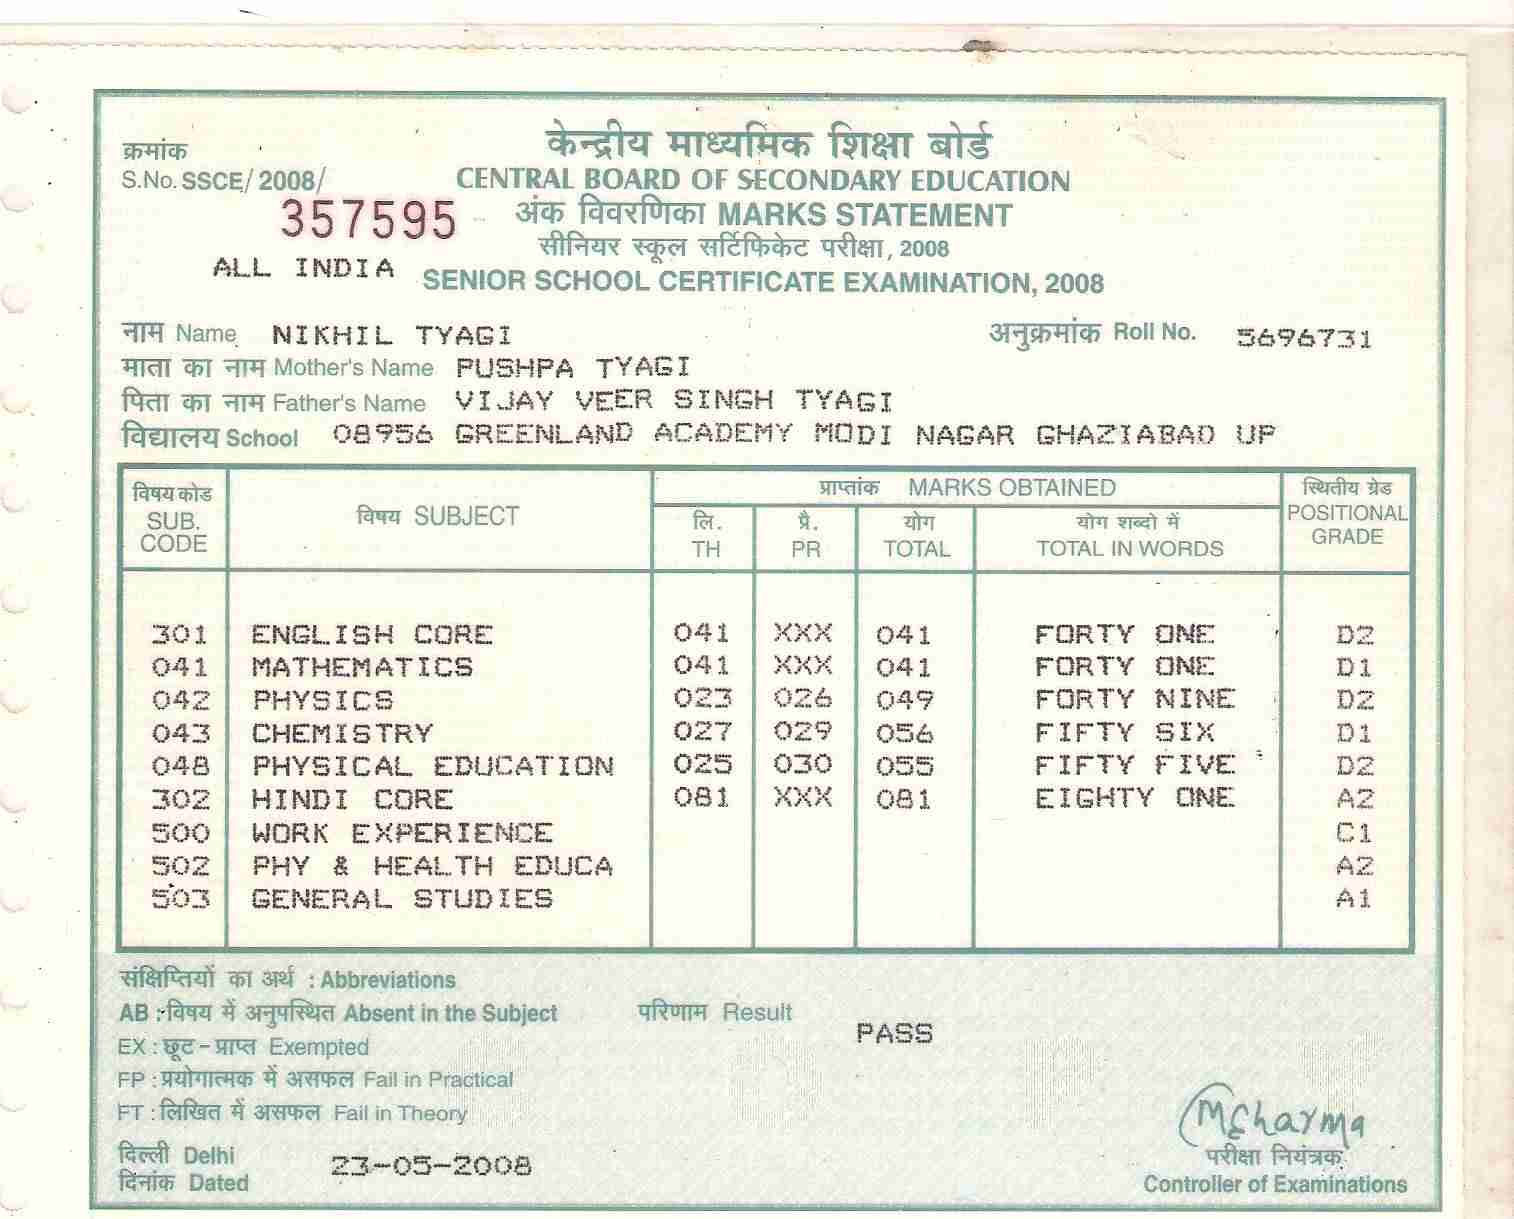 क्रमांक
S.No. SSCE/ 2008/
357595
ALL INDIA
केन्द्रीय माध्यमिक शिक्षा बोर्ड
CENTRAL BOARD OF SECONDARY EDUCATION
अंक विवरणिका MARKS STATEMENT
सीनियर स्कूल सर्टिफिकेट परीक्षा, 2008
SENIOR SCHOOL CERTIFICATE EXAMINATION, 2008
नाम Name NIKHIL TYAGI अनुक्रमांक Roll No. 5696731
माता का नाम Mother's Name PUSHPA TYAGI
पिता का नाम Father's Name VIJAY VEER SINGH TYAGI
विद्यालय School 08956 GREENLAND ACADEMY MODI NAGAR GHAZIABAD UP
विषय कोड SUB. CODE विषय SUBJECT प्राप्तांक MARKS OBTAINED स्थितीय ग्रेड POSITIONAL GRADE
लि. TH प्रै. PR योग TOTAL योग शब्दो में TOTAL IN WORDS
301 ENGLISH CORE 041 XXX 041 FORTY ONE D2
041 MATHEMATICS 041 XXX 041 FORTY ONE D1
042 PHYSICS 023 026 049 FORTY NINE D2
043 CHEMISTRY 027 029 056 FIFTY SIX D1
048 PHYSICAL EDUCATION 025 030 055 FIFTY FIVE D2
302 HINDI CORE 081 XXX 081 EIGHTY ONE A2
500 WORK EXPERIENCE C1
502 PHY & HEALTH EDUCA A2
503 GENERAL STUDIES A1
संक्षिप्तियों का अर्थ : Abbreviations
AB : विषय में अनुपस्थित Absent in the Subject परिणाम Result PASS
EX : छूट - प्राप्त Exempted
FP : प्रयोगात्मक में असफल Fail in Practical
FT : लिखित में असफल Fail in Theory
MSharma
दिल्ली Delhi
दिनांक Dated 23-05-2008
परीक्षा नियंत्रक
Controller of Examinations